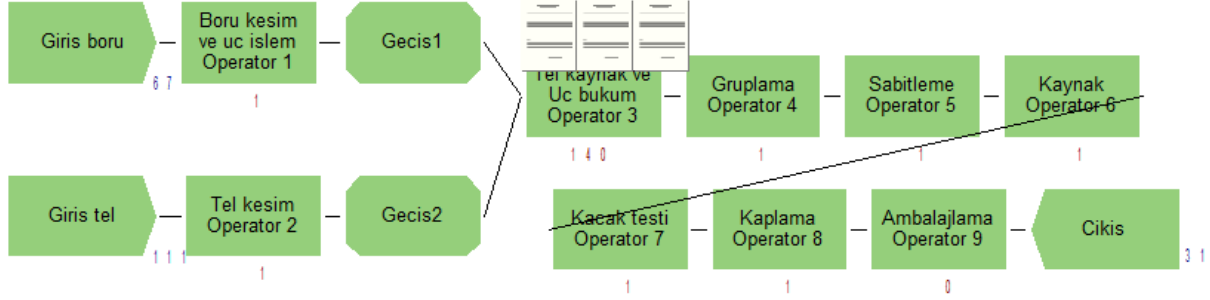 Giris boru
Boru kesim
ve uc islem
Operator 1
Gecis1
6 7
1
Tel kaynak ve
Uc bukum
Operator 3
1 4 0
Gruplama
Operator 4
1
Sabitleme
Operator 5
1
Kaynak
Operator 6
1
Giris tel
1 1 1
Tel kesim
Operator 2
1
Gecis2
Kacak testi
Operator 7
1
Kaplama
Operator 8
1
Ambalajlama
Operator 9
0
Cikis
3 1